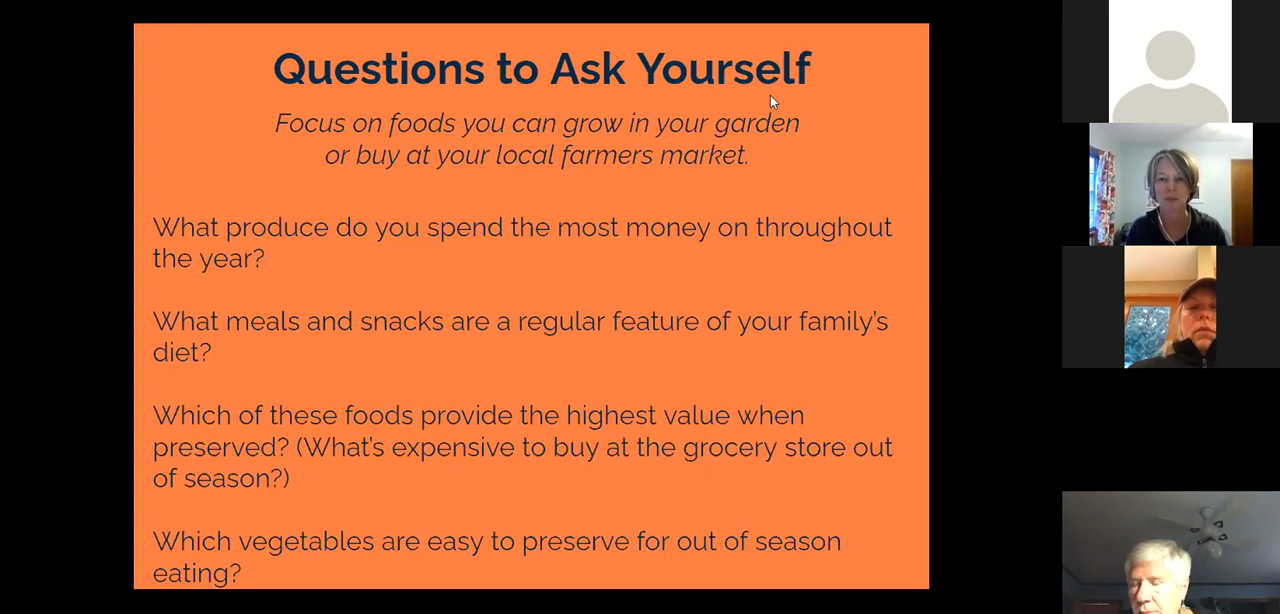 Questions to Ask Yourself
Focus on foods you can grow in your garden
or buy at your local farmers market.
What produce do you spend the most money on throughout
the year?
What meals and snacks are a regular feature of your family's
diet?
Which of these foods provide the highest value when
preserved? (What's expensive to buy at the grocery store out
of season?)
Which vegetables are easy to preserve for out of season
eating?